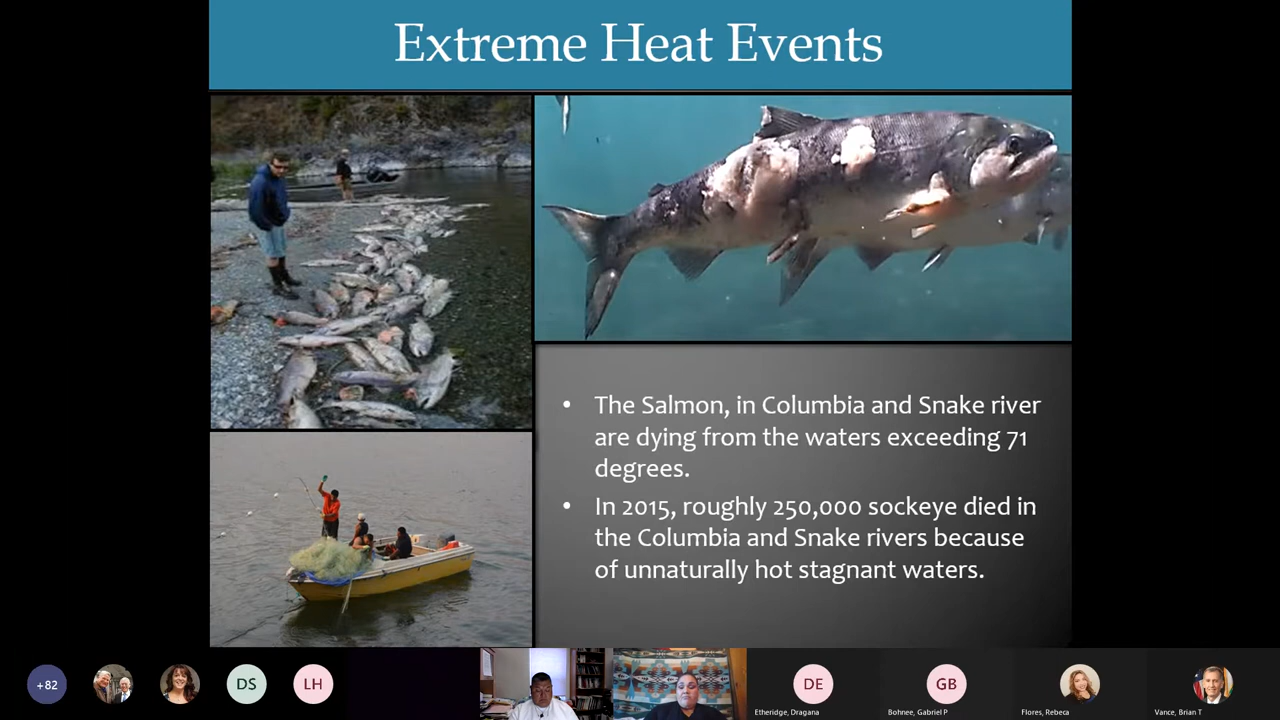 Extreme Heat Events
• The Salmon, in Columbia and Snake river
are dying from the waters exceeding 71
degrees.
• In 2015, roughly 250,000 sockeye died in
the Columbia and Snake rivers because
of unnaturally hot stagnant waters.
+82
DS
LH
DE
GB
Etheridge, Dragana
Bohnee, Gabriel P
Flores, Rebeca
Vance, Brian T